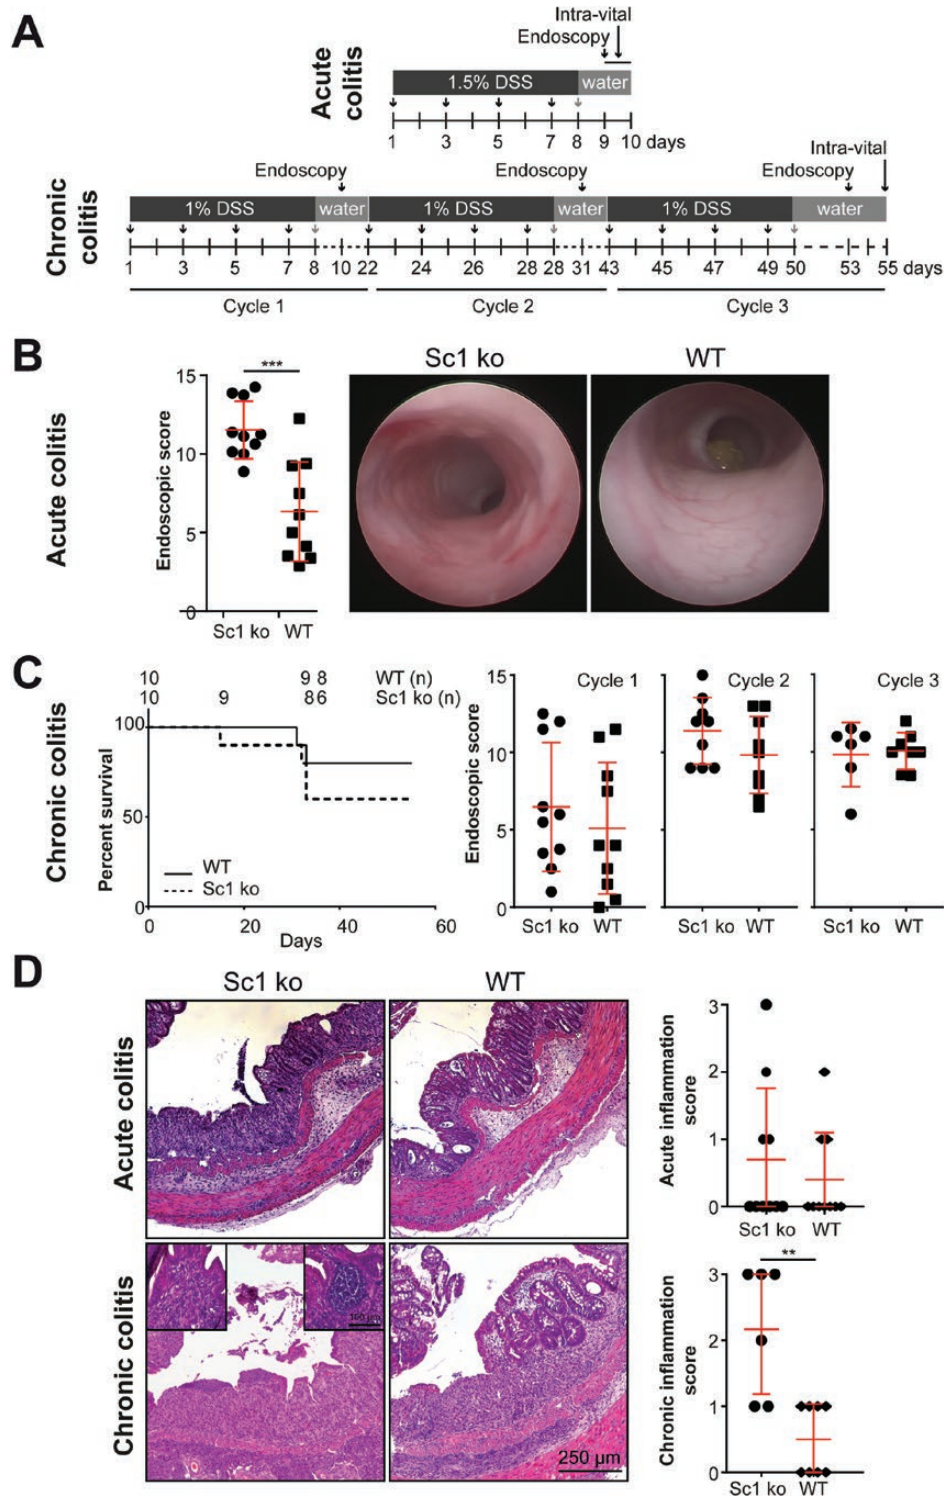 A
Acute colitis
Intra-vital
Endoscopy
1.5% DSS water
1 3 5 7 8 9 10 days
Chronic colitis
Intra-vital
Endoscopy Endoscopy Endoscopy
1% DSS water 1% DSS water 1% DSS water
1 3 5 7 8 10 22 24 26 28 28 31 43 45 47 49 50 53 55 days
Cycle 1 Cycle 2 Cycle 3
B
Acute colitis
Sc1 ko WT
***
Endoscopic score
15
10
5
0
Sc1 ko WT
C
Chronic colitis
10 9 8 WT (n)
10 9 8 6 Sc1 ko (n)
Percent survival
100
50
0
WT
Sc1 ko
0 20 40 60
Days
Endoscopic score
15
10
5
0
Cycle 1 Cycle 2 Cycle 3
Sc1 ko WT Sc1 ko WT Sc1 ko WT
D
Sc1 ko WT
Acute colitis
Acute inflammation score
3
2
1
0
Sc1 ko WT
Chronic colitis
100 µm
250 µm
**
Chronic inflammation score
3
2
1
0
Sc1 ko WT